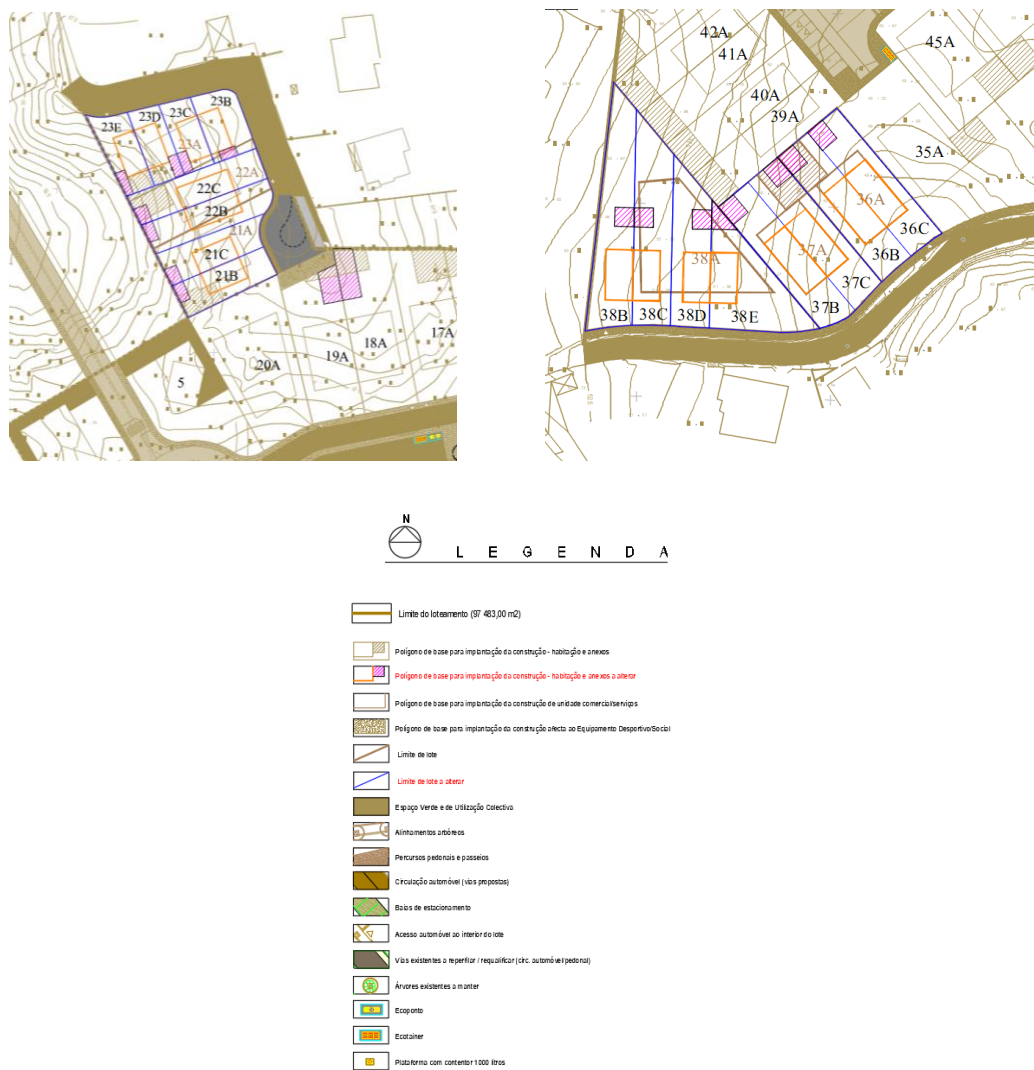 23B
23C
23D
23E
23A
22A
22C
22B
21A
21C
21B
17A
18A
19A
20A
5
42A
41A
45A
40A
39A
35A
36A
36C
36B
37A
37C
37B
38A
38B
38C
38D
38E
N
L E G E N D A
Limite do loteamento (97 483,00 m2)
Polígono de base para implantação da construção - habitação e anexos
Polígono de base para implantação da construção - habitação e anexos a alterar
Polígono de base para implantação da construção de unidade comercial/serviços
Polígono de base para implantação da construção afecta ao Equipamento Desportivo/Social
Limite de lote
Limite de lote a alterar
Espaço Verde e de Utilização Colectiva
Alinhamentos arbóreos
Percursos pedonais e passeios
Circulação automóvel (vias propostas)
Baias de estacionamento
Acesso automóvel ao interior do lote
Vias existentes a reperfilar / requalificar (circ. automóvel/pedonal)
Árvores existentes a manter
Ecoponto
Ecotainer
Plataforma com contentor 1000 litros